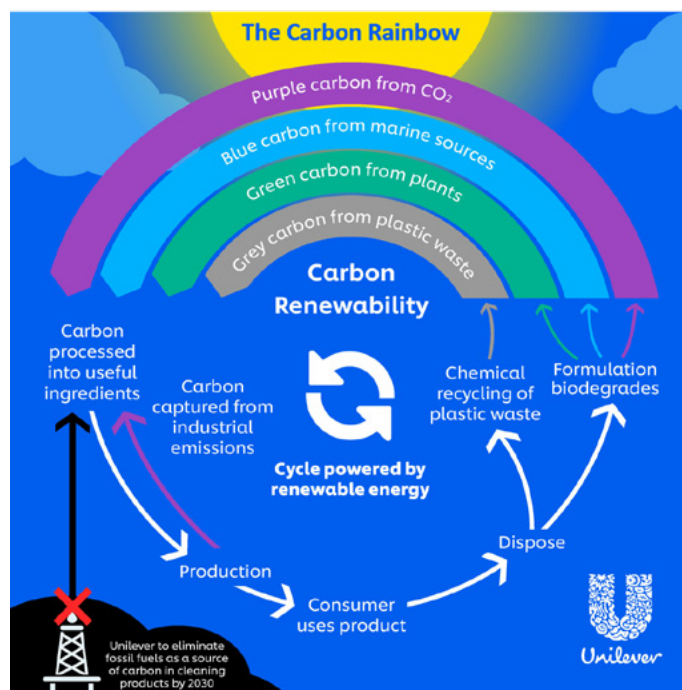 The Carbon Rainbow
Purple carbon from CO₂
Blue carbon from marine sources
Green carbon from plants
Grey carbon from plastic waste
Carbon
Renewability
Carbon
processed
into useful
ingredients
Carbon
captured from
industrial
emissions
Chemical
recycling of
plastic waste
Formulation
biodegrades
Cycle powered by
renewable energy
Production
Consumer
uses product
Dispose
Unilever to eliminate
fossil fuels as a source
of carbon in cleaning
products by 2030
Unilever